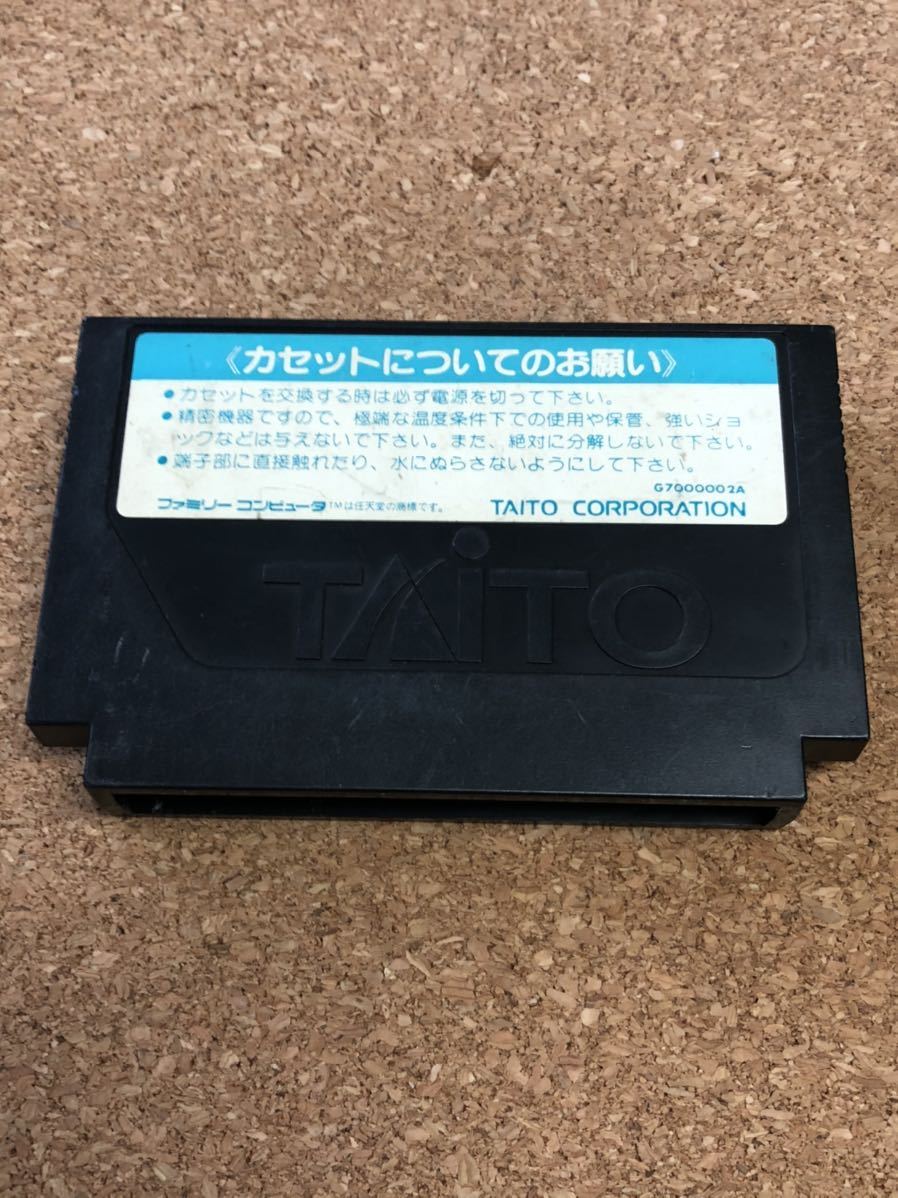 《カセットについてのお願い》
●カセットを交換する時は必ず電源を切って下さい。
●精密機器ですので、極端な温度条件下での使用や保管、強いショ
ックなどは与えないで下さい。また、絶対に分解しないで下さい。
●端子部に直接触れたり、水にぬらさないようにして下さい。
G7000002A
ファミリーコンピュータ™は任天堂の商標です。 TAITO CORPORATION
TAiTO